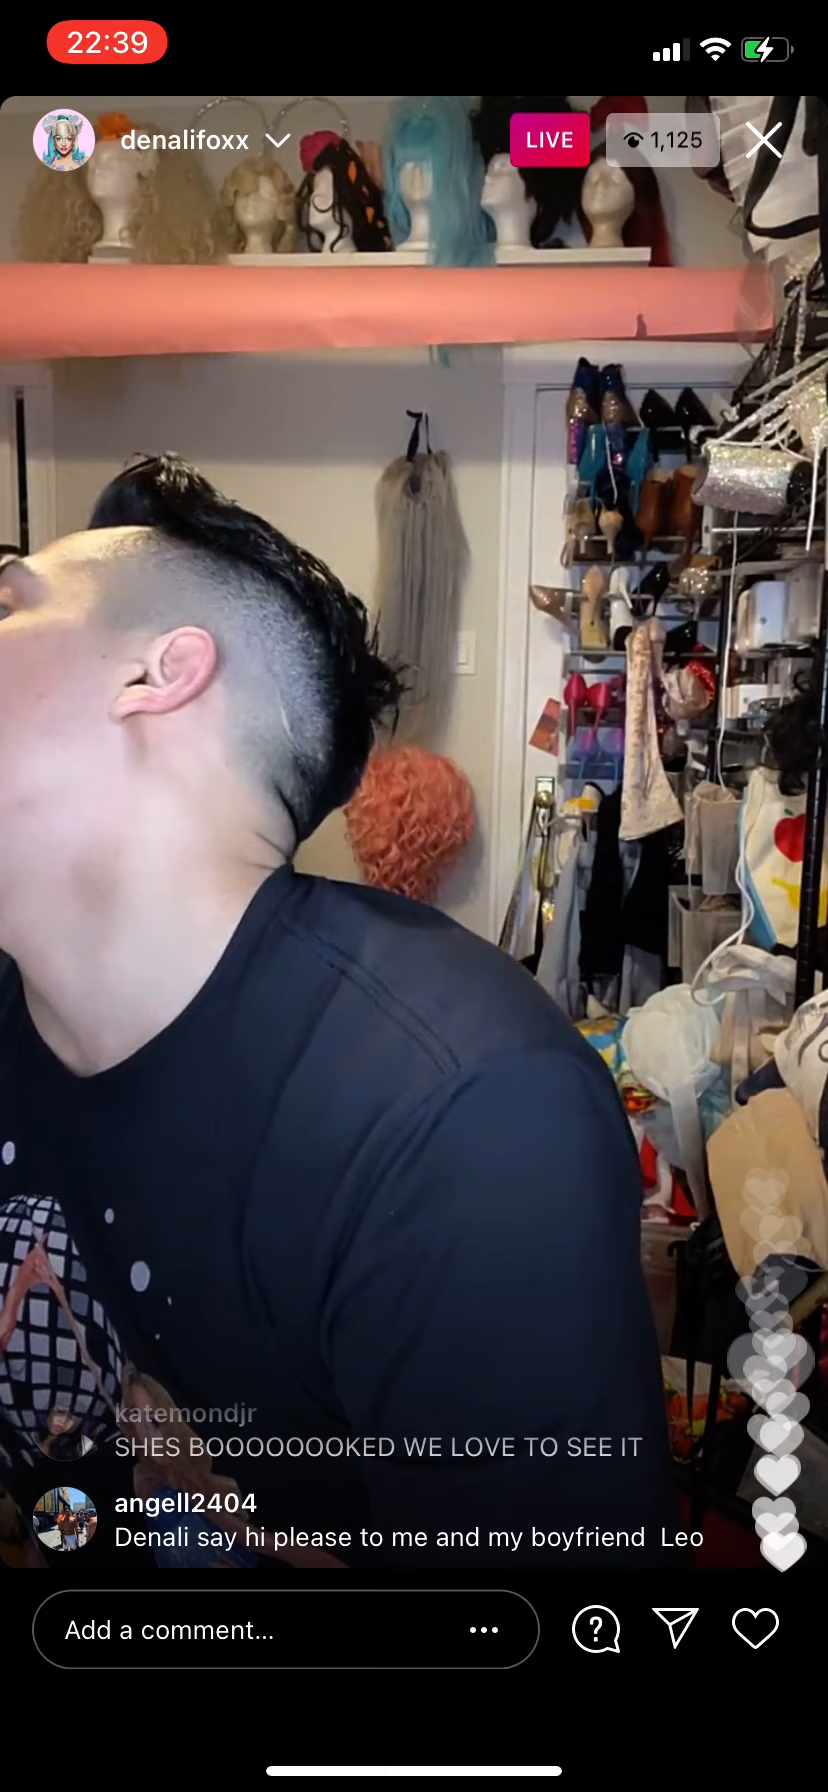 22:39
denalifoxx
LIVE
1,125
katemondjr
SHES BOOOOOOOKED WE LOVE TO SEE IT
angell2404
Denali say hi please to me and my boyfriend Leo
Add a comment...